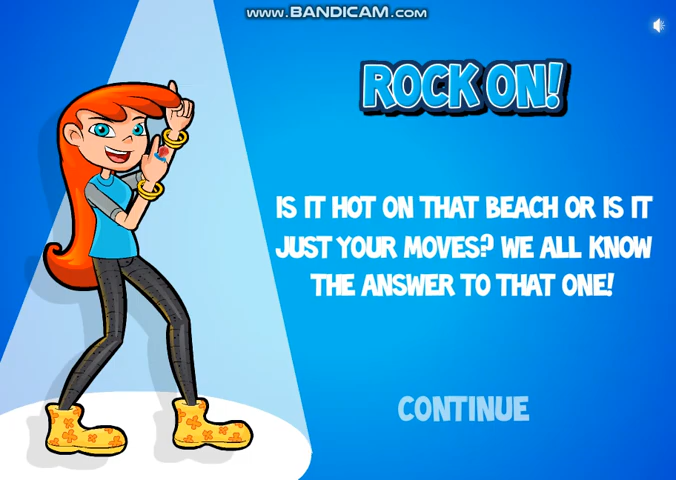 www.BANDICAM.com
ROCK ON!
IS IT HOT ON THAT BEACH OR IS IT
JUST YOUR MOVES? WE ALL KNOW
THE ANSWER TO THAT ONE!
CONTINUE